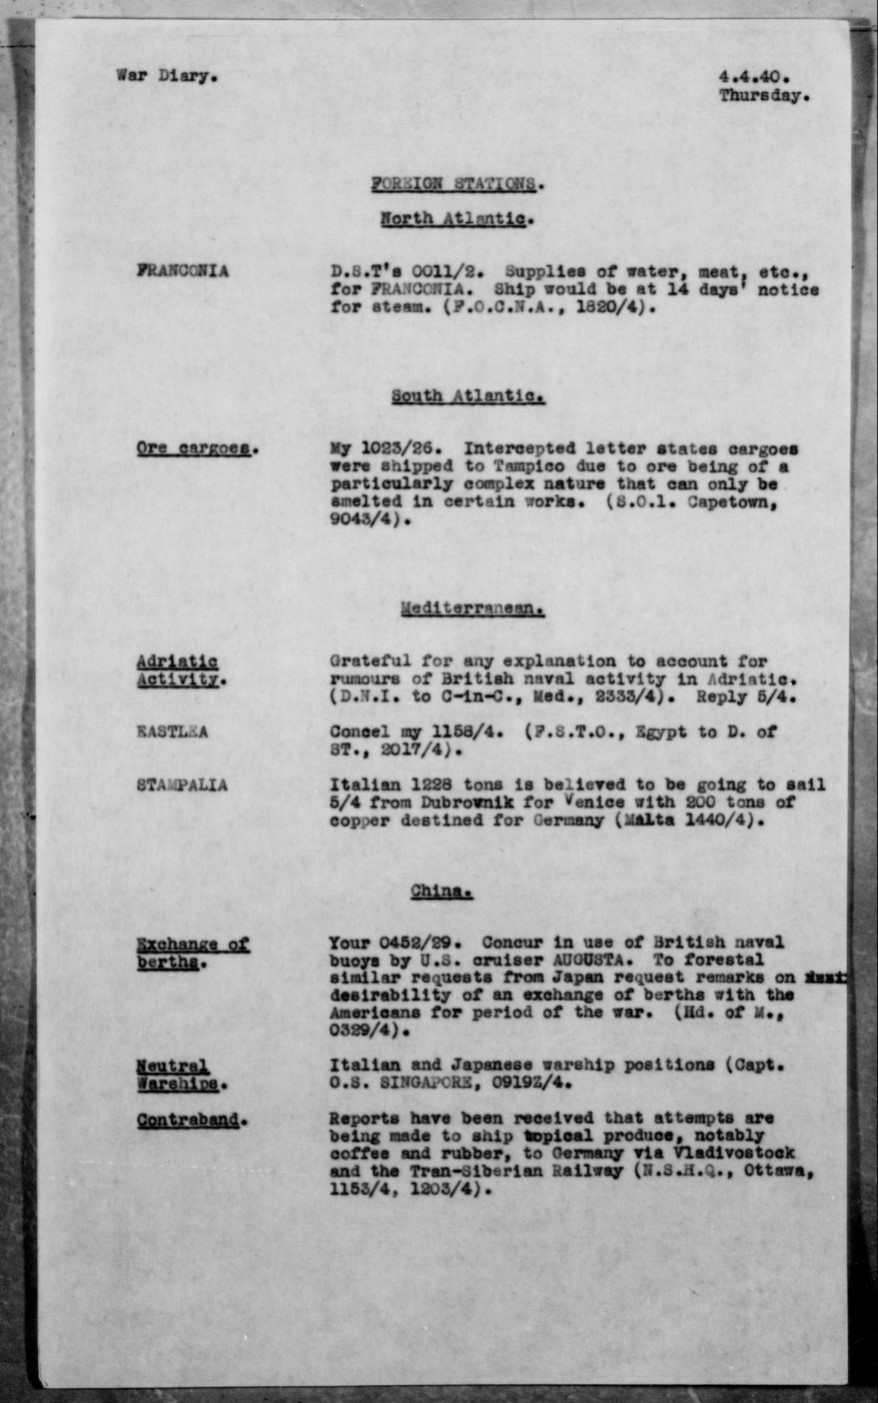 War Diary.
4.4.40.
Thursday.
FOREIGN STATIONS.
North Atlantic.
FRANCONIA
D.S.T's 0011/2. Supplies of water, meat, etc.,
for FRANCONIA. Ship would be at 14 days' notice
for steam. (F.O.C.N.A., 1820/4).
South Atlantic.
Ore cargoes.
My 1023/26. Intercepted letter states cargoes
were shipped to Tampico due to ore being of a
particularly complex nature that can only be
smelted in certain works. (S.O.1. Capetown,
9043/4).
Mediterranean.
Adriatic
Activity.
Grateful for any explanation to account for
rumours of British naval activity in Adriatic.
(D.N.I. to C-in-C., Med., 2333/4). Reply 5/4.
EASTLEA
Concel my 1158/4. (P.S.T.O., Egypt to D. of
ST., 2017/4).
STAMPALIA
Italian 1228 tons is believed to be going to sail
5/4 from Dubrovnik for Venice with 200 tons of
copper destined for Germany (Malta 1440/4).
China.
Exchange of
berths.
Your 0452/29. Concur in use of British naval
buoys by U.S. cruiser AUGUSTA. To forestal
similar requests from Japan request remarks on
desirability of an exchange of berths with the
Americans for period of the war. (Hd. of M.,
0329/4).
Neutral
Warships.
Italian and Japanese warship positions (Capt.
O.S. SINGAPORE, 0919Z/4.
Contraband.
Reports have been received that attempts are
being made to ship topical produce, notably
coffee and rubber, to Germany via Vladivostock
and the Tran-Siberian Railway (N.S.H.Q., Ottawa,
1153/4, 1203/4).